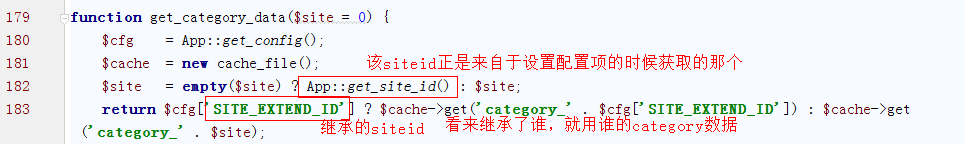 179 function get_category_data($site = 0) {
180 $cfg = App::get_config();
该siteid正是来自于设置配置项的时候获取的那个
181 $cache = new cache_file();
182 $site = empty($site) ? App::get_site_id() : $site;
183 return $cfg['SITE_EXTEND_ID'] ? $cache->get('category_' . $cfg['SITE_EXTEND_ID']) : $cache->get
('category_' . $site);
继承的siteid 看来继承了谁，就用谁的category数据